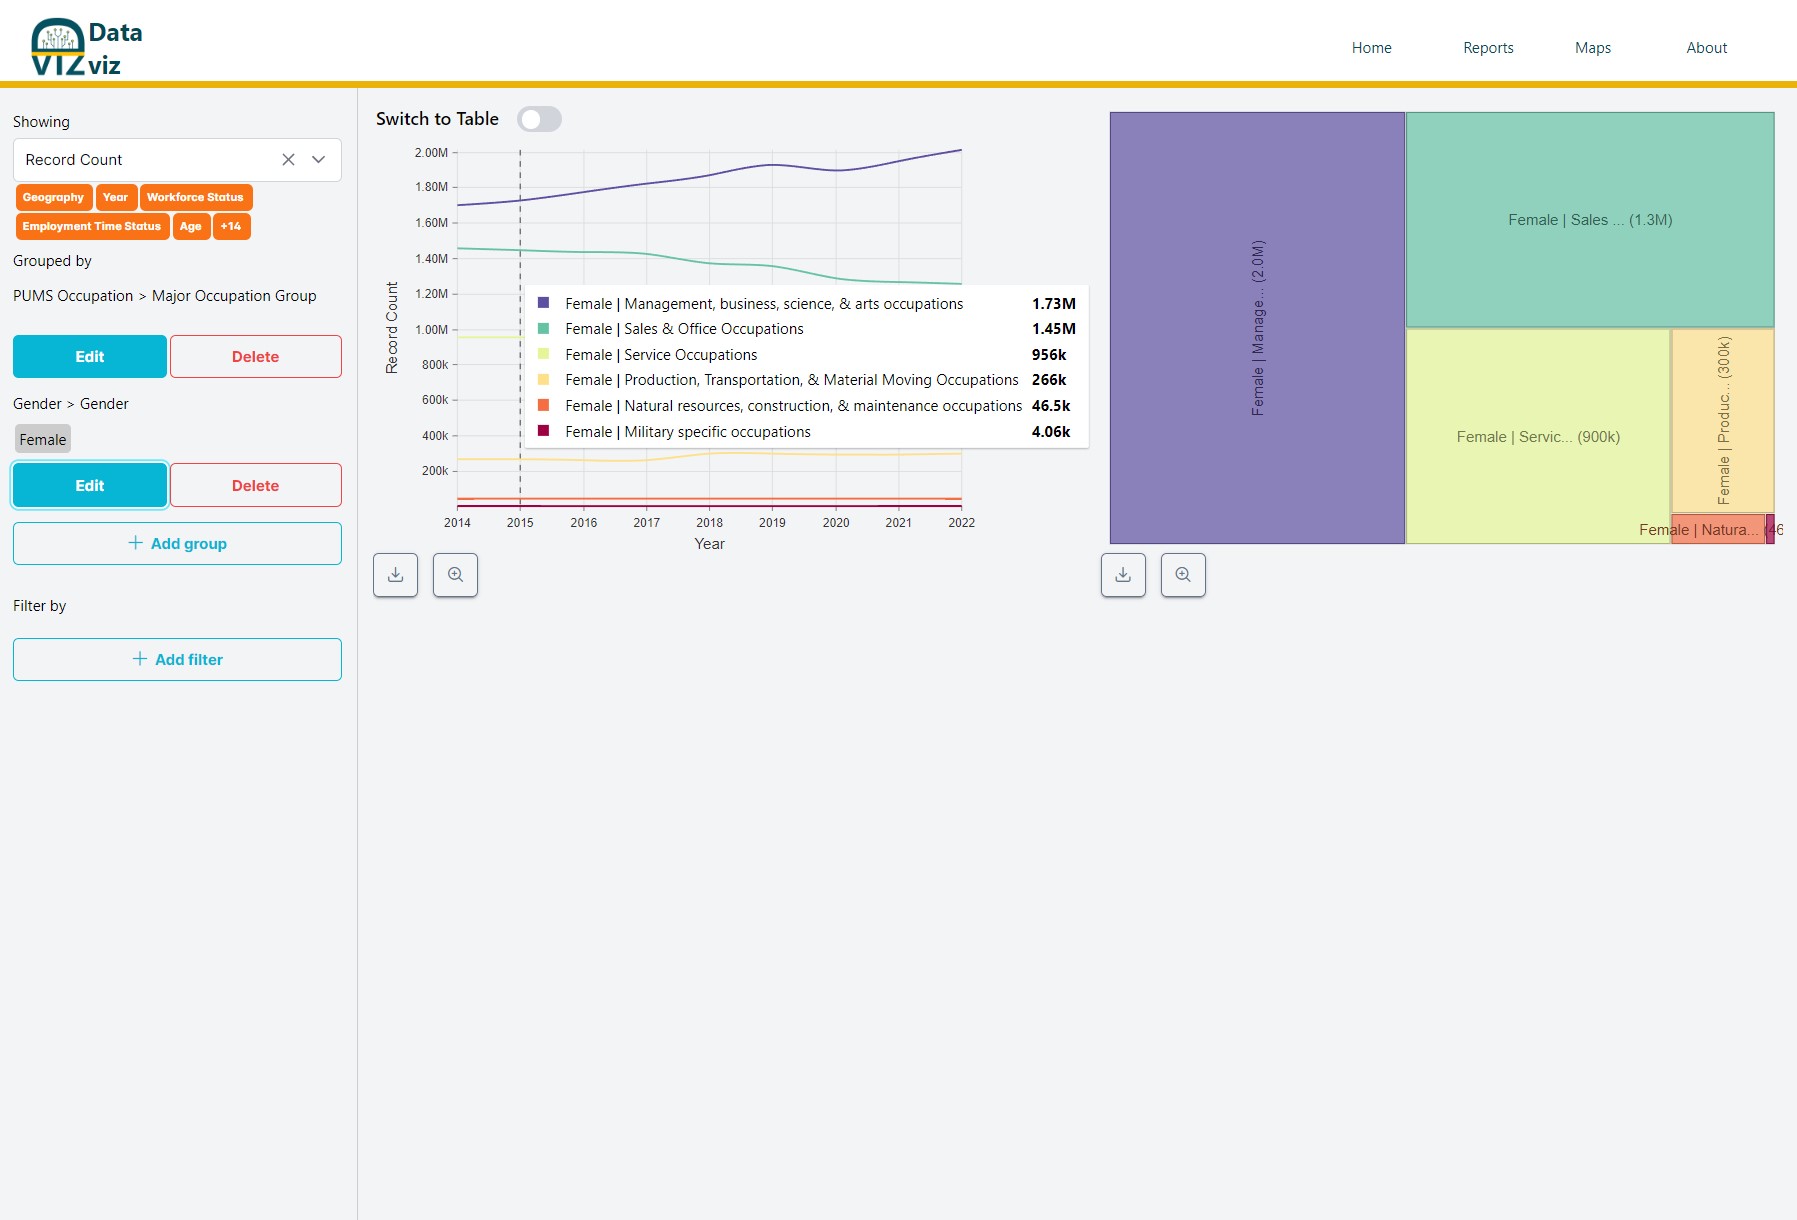 Data
VIZ viz
Home
Reports
Maps
About
Showing
Record Count
Geography
Year
Workforce Status
Employment Time Status
Age
+14
Grouped by
PUMS Occupation > Major Occupation Group
Edit
Delete
Gender > Gender
Female
Edit
Delete
Add group
Filter by
Add filter
Switch to Table
2.00M
1.80M
1.60M
1.40M
1.20M
1.00M
800k
600k
400k
200k
Record Count
2014
2015
2016
2017
2018
2019
2020
2021
2022
Year
Female | Management, business, science, & arts occupations 1.73M
Female | Sales & Office Occupations 1.45M
Female | Service Occupations 956k
Female | Production, Transportation, & Material Moving Occupations 266k
Female | Natural resources, construction, & maintenance occupations 46.5k
Female | Military specific occupations 4.06k
Female | Manage... (2.0M)
Female | Sales ... (1.3M)
Female | Servic... (900k)
Female | Produc... (300k)
Female | Natura... (46